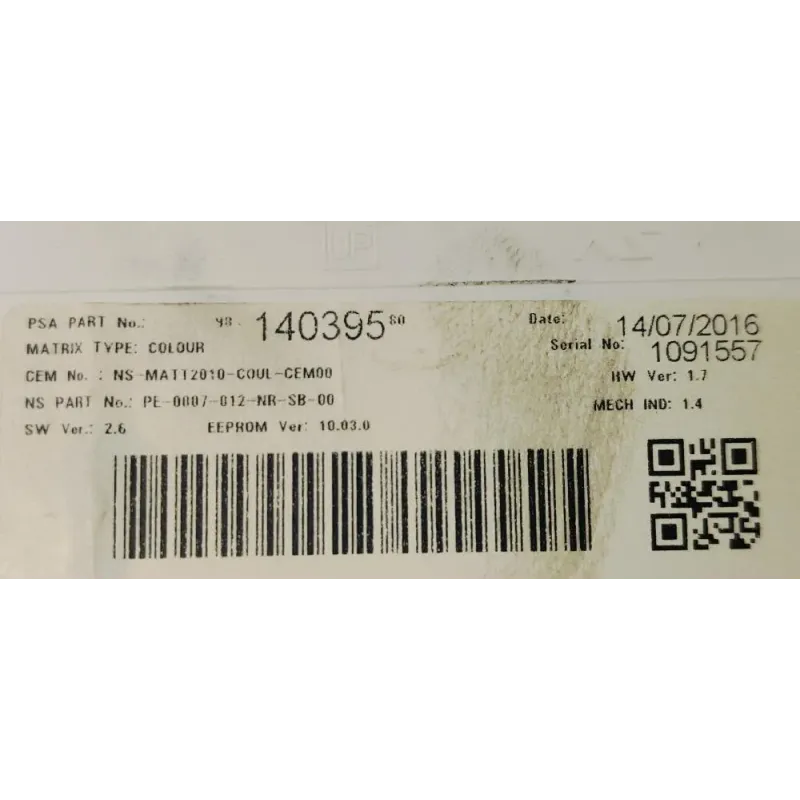 PSA PART No.: 98 140395 80 Date: 14/07/2016
MATRIX TYPE: COLOUR Serial No: 1091557
CEM No. : NS-MATT2010-COUL-CEM00 HW Ver: 1.7
NS PART No.: PE-0007-012-NR-SB-00 MECH IND: 1.4
SW Ver.: 2.6 EEPROM Ver: 10.03.0